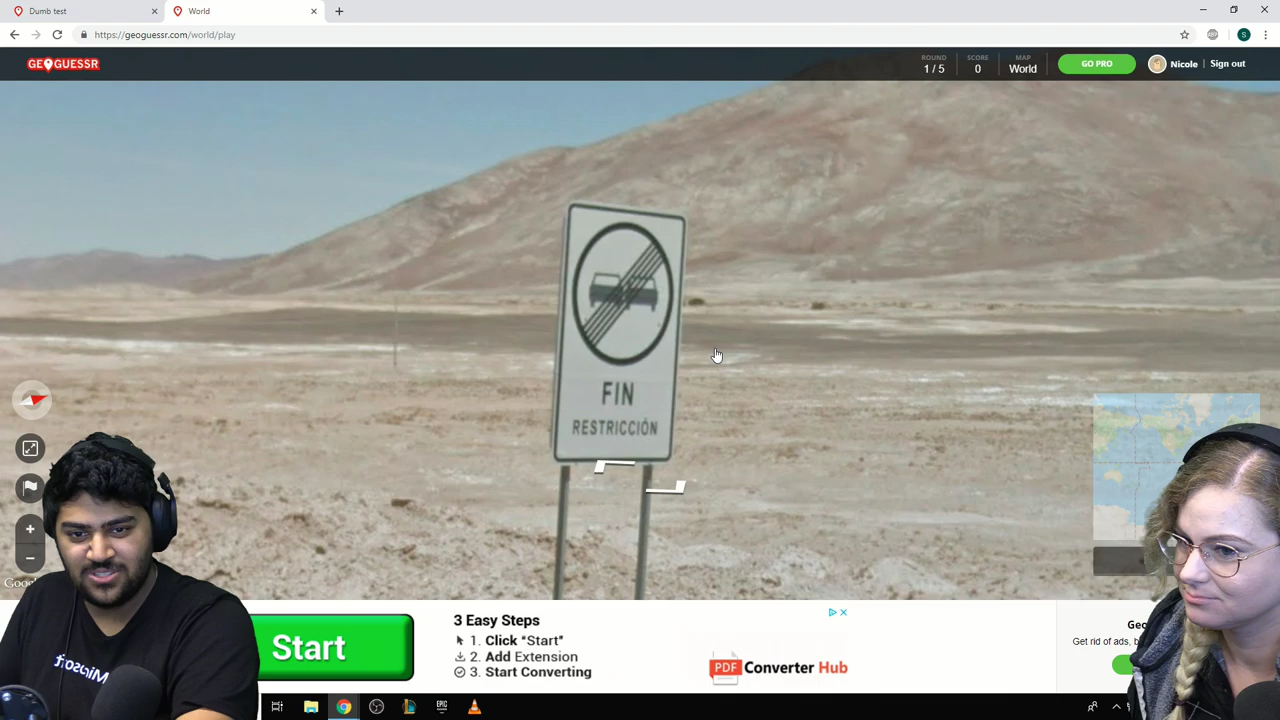 Dumb test
World
https://geoguessr.com/world/play
GEOGUESSR
ROUND
1 / 5
SCORE
0
MAP
World
GO PRO
Nicole
Sign out
FIN
RESTRICCIÓN
Start
3 Easy Steps
1. Click “Start”
2. Add Extension
3. Start Converting
PDF Converter Hub
Get rid of ads,
EPIC